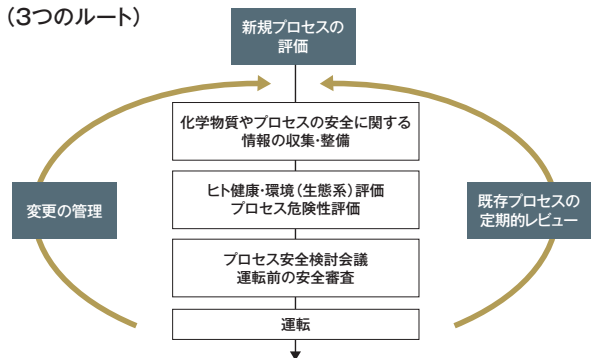 （3つのルート）
新規プロセスの
評価
化学物質やプロセスの安全に関する
情報の収集・整備
ヒト健康・環境（生態系）評価
プロセス危険性評価
変更の管理
既存プロセスの
定期的レビュー
プロセス安全検討会議
運転前の安全審査
運転